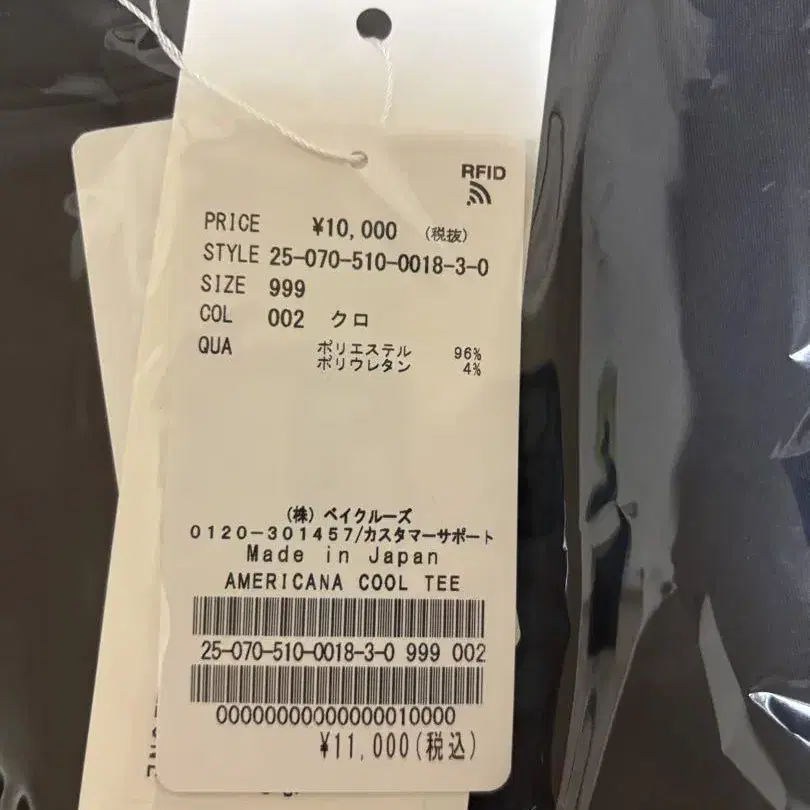 RFID
PRICE ¥10,000 (税抜)
STYLE 25-070-510-0018-3-0
SIZE 999
COL 002 クロ
QUA ポリエステル 96%
ポリウレタン 4%
(株) ベイクルーズ
0120-301457/カスタマーサポート
Made in Japan
AMERICANA COOL TEE
25-070-510-0018-3-0 999 002
00000000000000010000
¥11,000(税込)